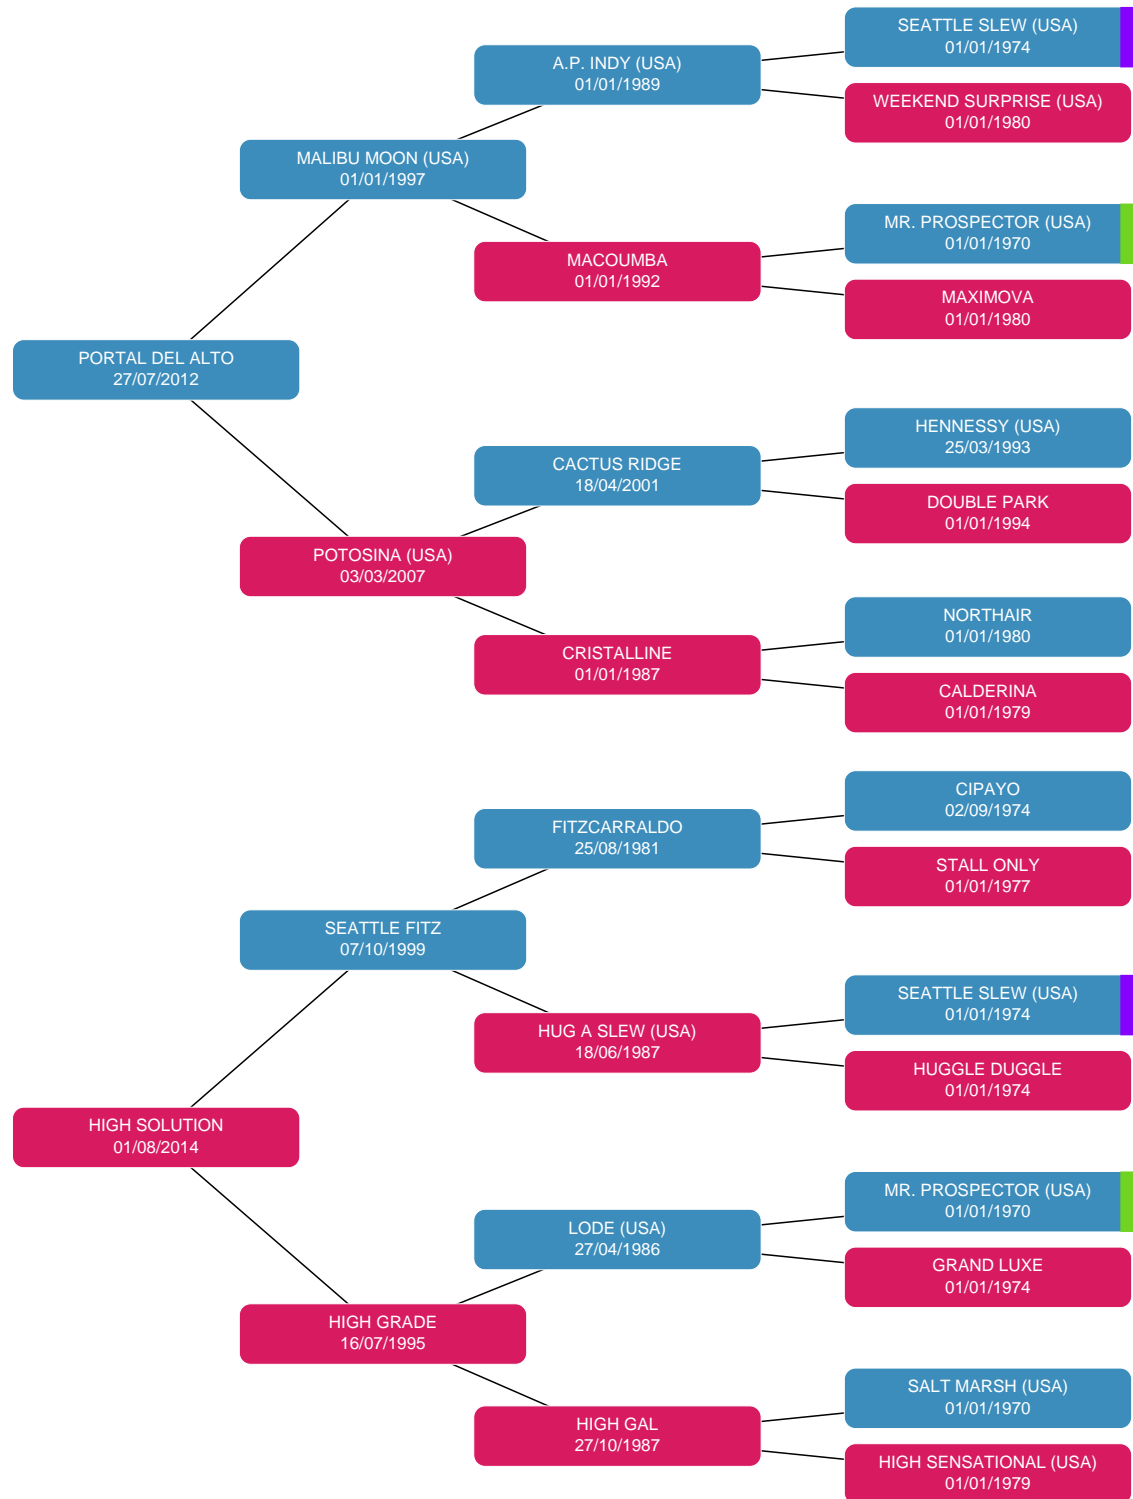 SEATTLE SLEW (USA)
01/01/1974
A.P. INDY (USA)
01/01/1989
WEEKEND SURPRISE (USA)
01/01/1980
MALIBU MOON (USA)
01/01/1997
MR. PROSPECTOR (USA)
01/01/1970
MACOUMBA
01/01/1992
MAXIMOVA
01/01/1980
PORTAL DEL ALTO
27/07/2012
HENNESSY (USA)
25/03/1993
CACTUS RIDGE
18/04/2001
DOUBLE PARK
01/01/1994
POTOSINA (USA)
03/03/2007
NORTHAIR
01/01/1980
CRISTALLINE
01/01/1987
CALDERINA
01/01/1979
CIPAYO
02/09/1974
FITZCARRALDO
25/08/1981
STALL ONLY
01/01/1977
SEATTLE FITZ
07/10/1999
SEATTLE SLEW (USA)
01/01/1974
HUG A SLEW (USA)
18/06/1987
HUGGLE DUGGLE
01/01/1974
HIGH SOLUTION
01/08/2014
MR. PROSPECTOR (USA)
01/01/1970
LODE (USA)
27/04/1986
GRAND LUXE
01/01/1974
HIGH GRADE
16/07/1995
SALT MARSH (USA)
01/01/1970
HIGH GAL
27/10/1987
HIGH SENSATIONAL (USA)
01/01/1979